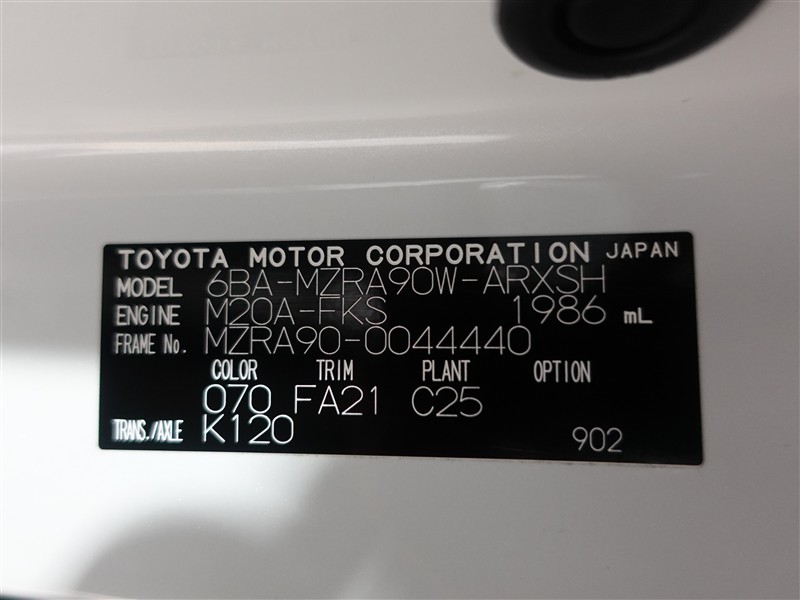 TOYOTA MOTOR CORPORATION JAPAN
MODEL 6BA-MZRA90W-ARXSH
ENGINE M20A-FKS 1986 mL
FRAME No. MZRA90-0044440
COLOR TRIM PLANT OPTION
070 FA21 C25
TRANS./AXLE K120 902